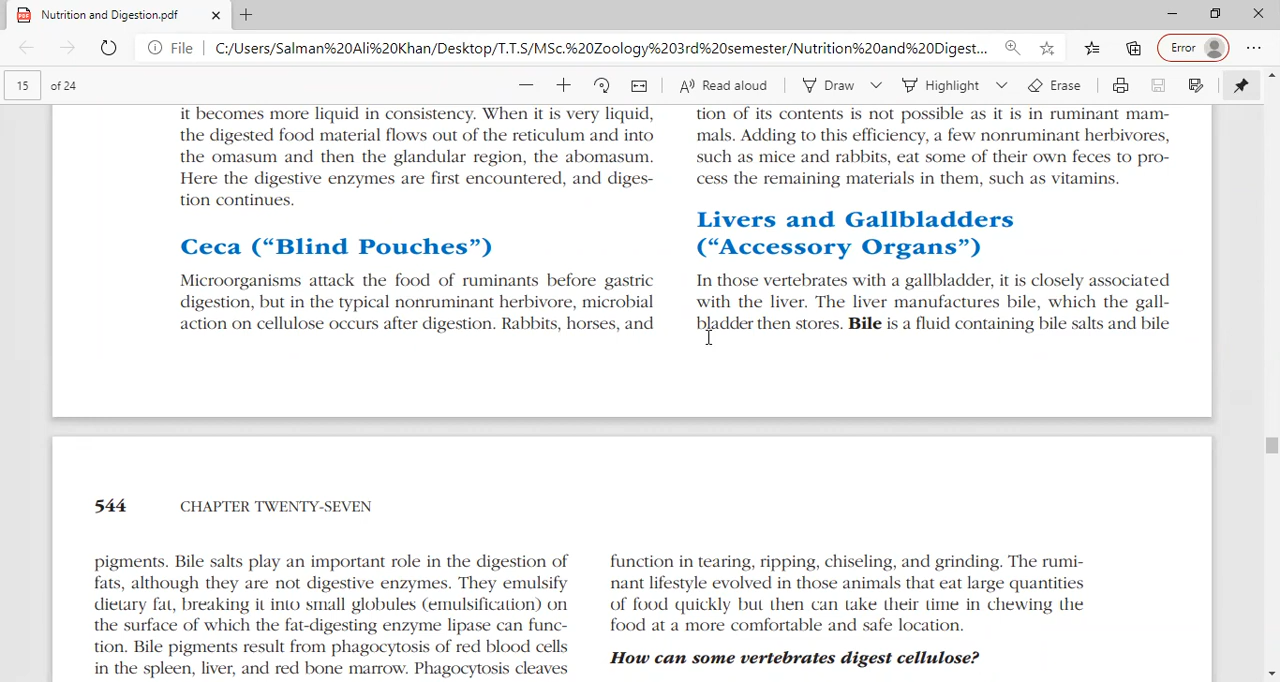 Nutrition and Digestion.pdf
File
C:/Users/Salman%20Ali%20Khan/Desktop/T.T.S/MSc.%20Zoology%203rd%20semester/Nutrition%20and%20Digest...
Error
15 of 24
Read aloud
Draw
Highlight
Erase
it becomes more liquid in consistency. When it is very liquid,
the digested food material flows out of the reticulum and into
the omasum and then the glandular region, the abomasum.
Here the digestive enzymes are first encountered, and diges-
tion continues.
Ceca (“Blind Pouches”)
Microorganisms attack the food of ruminants before gastric
digestion, but in the typical nonruminant herbivore, microbial
action on cellulose occurs after digestion. Rabbits, horses, and
tion of its contents is not possible as it is in ruminant mam-
mals. Adding to this efficiency, a few nonruminant herbivores,
such as mice and rabbits, eat some of their own feces to pro-
cess the remaining materials in them, such as vitamins.
Livers and Gallbladders
(“Accessory Organs”)
In those vertebrates with a gallbladder, it is closely associated
with the liver. The liver manufactures bile, which the gall-
bladder then stores. Bile is a fluid containing bile salts and bile
544 CHAPTER TWENTY-SEVEN
pigments. Bile salts play an important role in the digestion of
fats, although they are not digestive enzymes. They emulsify
dietary fat, breaking it into small globules (emulsification) on
the surface of which the fat-digesting enzyme lipase can func-
tion. Bile pigments result from phagocytosis of red blood cells
in the spleen, liver, and red bone marrow. Phagocytosis cleaves
function in tearing, ripping, chiseling, and grinding. The rumi-
nant lifestyle evolved in those animals that eat large quantities
of food quickly but then can take their time in chewing the
food at a more comfortable and safe location.
How can some vertebrates digest cellulose?